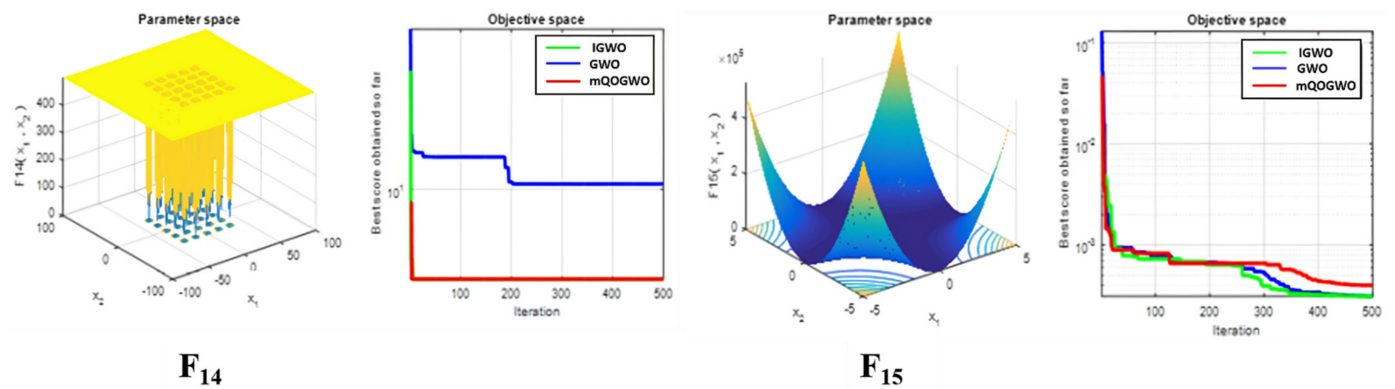 Parameter space
F14( x₁ , x₂ )
400
300
200
100
0
100
0
-100
x₂
-100
-50
0
50
100
x₁
Objective space
Bestscore obtained so far
10¹
IGWO
GWO
mQOGWO
100 200 300 400 500
Iteration
F₁₄
Parameter space
×10⁵
F15( x₁ , x₂ )
4
2
0
5
0
-5
x₂
-5
0
5
x₁
Objective space
Bestscore obtained so far
10⁻¹
10⁻²
10⁻³
IGWO
GWO
mQOGWO
100 200 300 400 500
Iteration
F₁₅